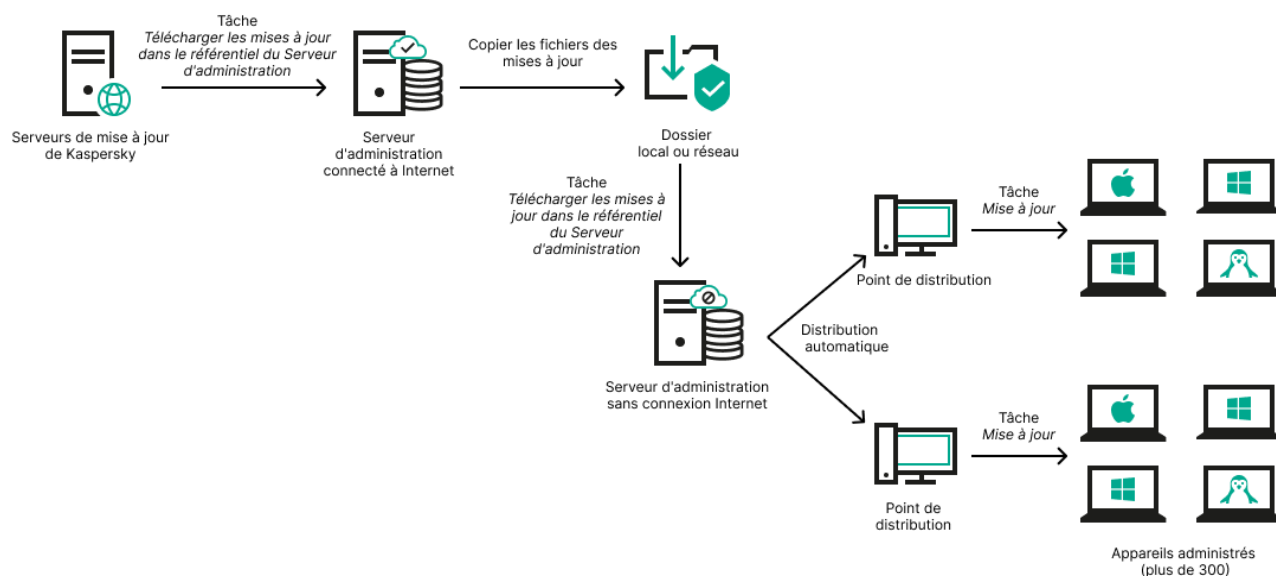 Tâche
Télécharger les mises à jour
dans le référentiel du Serveur
d'administration
Copier les fichiers des
mises à jour
Serveurs de mise à jour
de Kaspersky
Serveur
d'administration
connecté à Internet
Dossier
local ou réseau
Tâche
Télécharger les mises à
jour dans le référentiel
du Serveur
d'administration
Tâche
Mise à jour
Point de distribution
Distribution
automatique
Serveur d'administration
sans connexion Internet
Tâche
Mise à jour
Point de
distribution
Appareils administrés
(plus de 300)